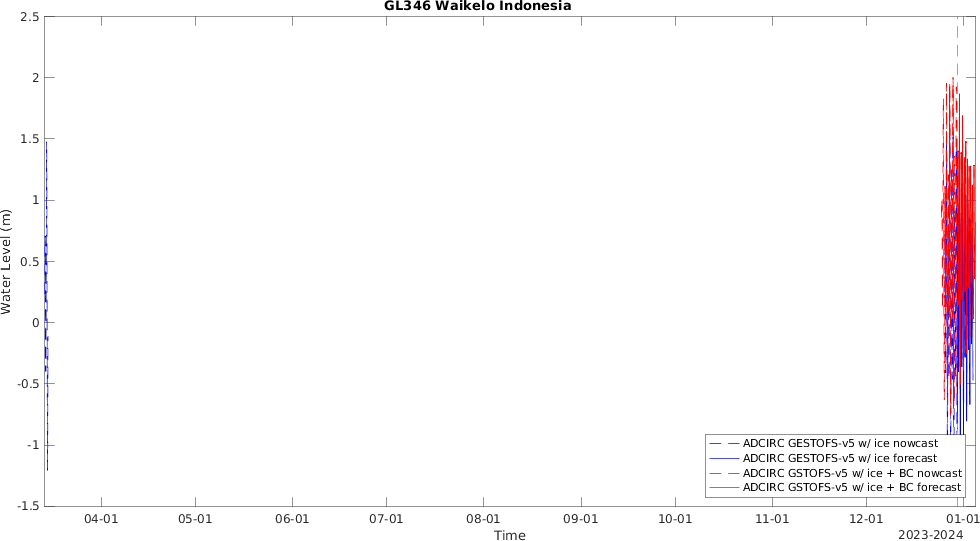 GL346 Waikelo Indonesia
2.5
2
1.5
1
0.5
0
-0.5
-1
-1.5
Water Level (m)
ADCIRC GESTOFS-v5 w/ ice nowcast
ADCIRC GESTOFS-v5 w/ ice forecast
ADCIRC GSTOFS-v5 w/ ice + BC nowcast
ADCIRC GSTOFS-v5 w/ ice + BC forecast
04-01 05-01 06-01 07-01 08-01 09-01 10-01 11-01 12-01 01-01
Time
2023-2024